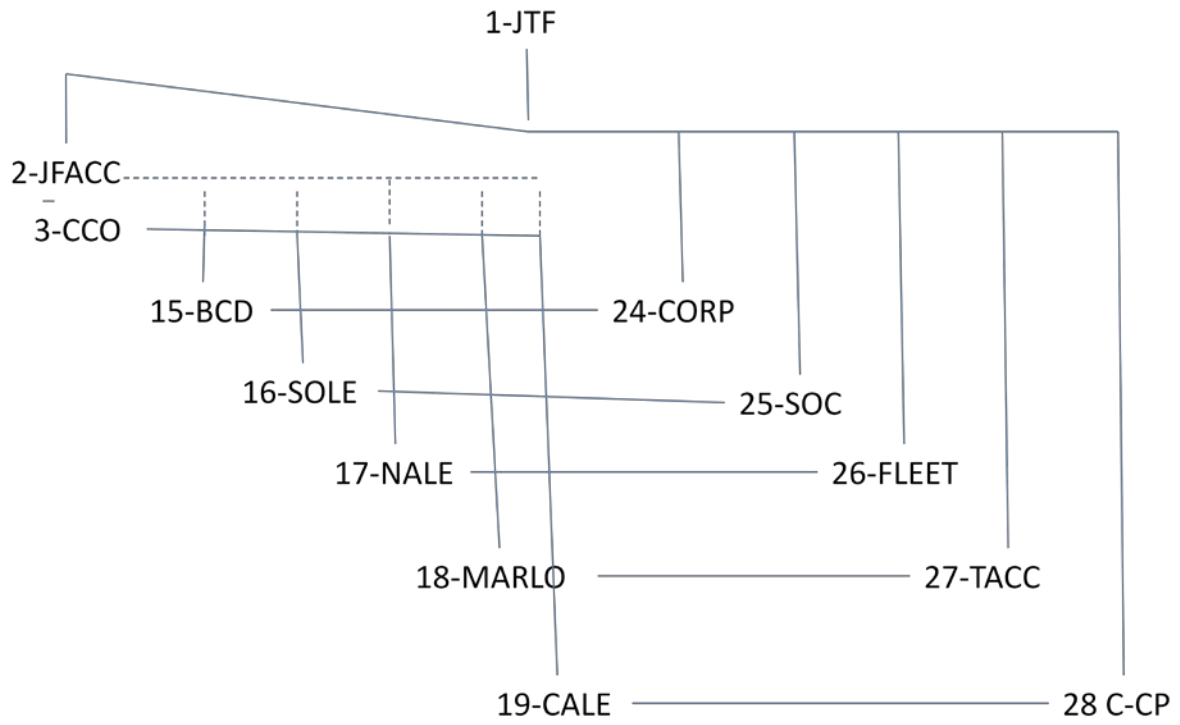 1-JTF
2-JFACC
3-CCO
15-BCD
24-CORP
16-SOLE
25-SOC
17-NALE
26-FLEET
18-MARLO
27-TACC
19-CALE
28 C-CP